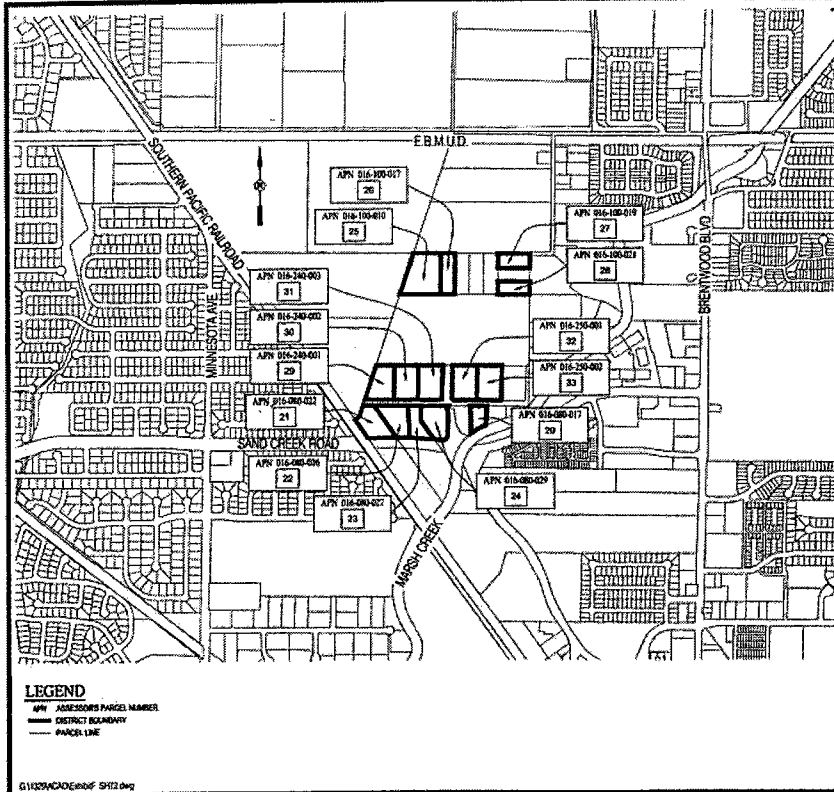 E.B.M.U.D.
SOUTHERN PACIFIC RAILROAD
APN 016-100-017
26
APN 016-100-010
25
APN 016-100-019
27
APN 016-100-021
28
BRENTWOOD BLVD
MINNESOTA AVE
APN 016-240-003
31
APN 016-240-002
30
APN 016-240-001
29
APN 016-250-001
32
APN 016-250-002
33
APN 016-080-022
21
APN 016-080-017
20
SAND CREEK ROAD
APN 016-080-026
22
APN 016-080-027
23
APN 016-080-029
24
MARSH CREEK
LEGEND
APN ASSESSORS PARCEL NUMBER
DISTRICT BOUNDARY
PARCEL LINE